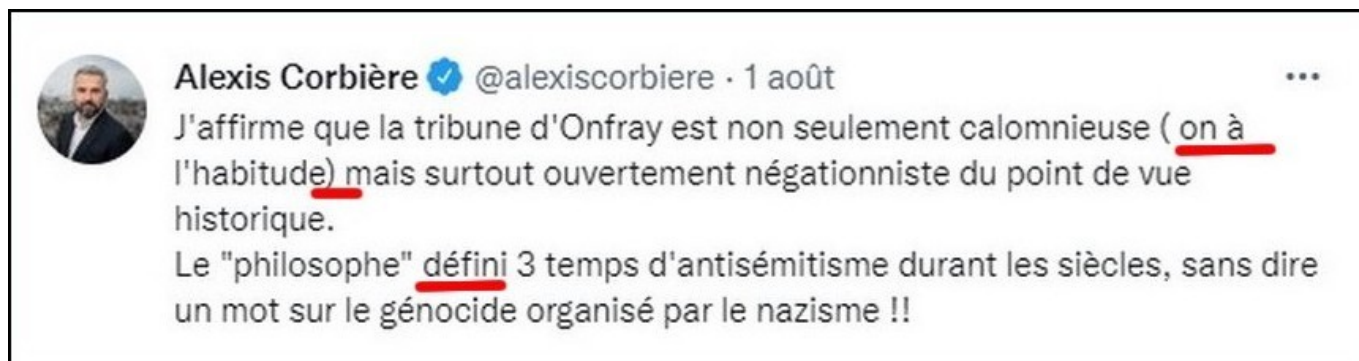 Alexis Corbière @alexiscorbiere · 1 août
J'affirme que la tribune d'Onfray est non seulement calomnieuse ( on à
l'habitude) mais surtout ouvertement négationniste du point de vue
historique.
Le "philosophe" défini 3 temps d'antisémitisme durant les siècles, sans dire
un mot sur le génocide organisé par le nazisme !!